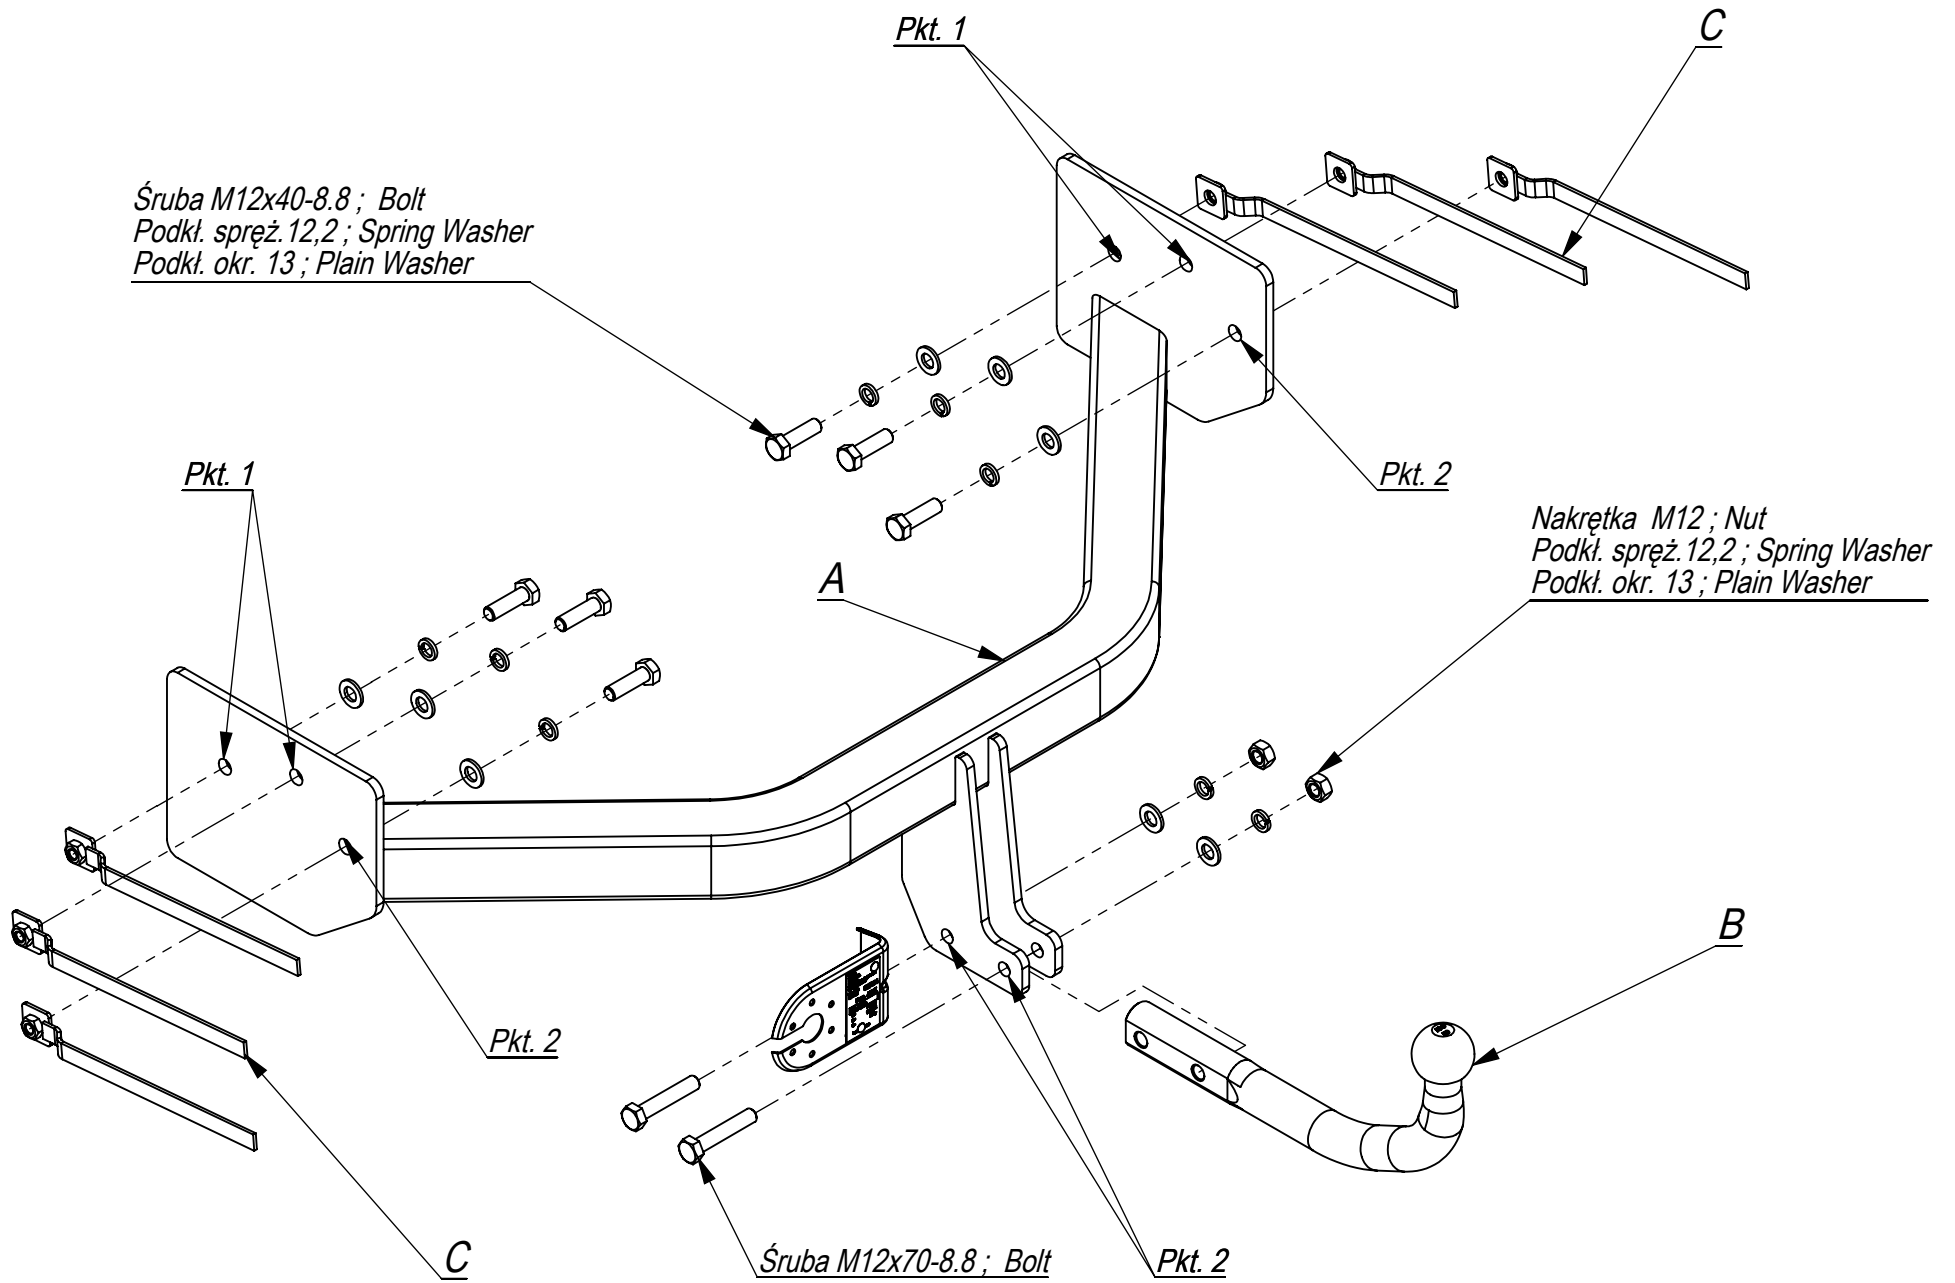 Pkt. 1
C
Śruba M12x40-8.8 ; Bolt
Podkł. spręż.12,2 ; Spring Washer
Podkł. okr. 13 ; Plain Washer
Pkt. 1
Pkt. 2
Nakrętka M12 ; Nut
Podkł. spręż.12,2 ; Spring Washer
Podkł. okr. 13 ; Plain Washer
A
B
Pkt. 2
C
Śruba M12x70-8.8 ; Bolt
Pkt. 2